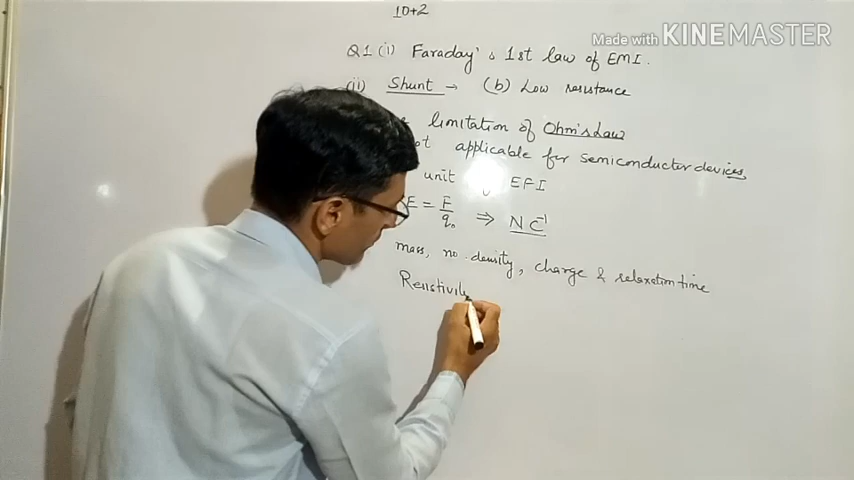 10+2
Made with KINEMASTER
Q1 (i) Faraday's 1st law of EMI.
(ii) Shunt → (b) Low resistance
limitation of Ohm's Law
applicable for semiconductor devices
unit EFI
E = F/q₀ ⇒ N C⁻¹
mass, no. density, charge & relaxation time
Resistivity